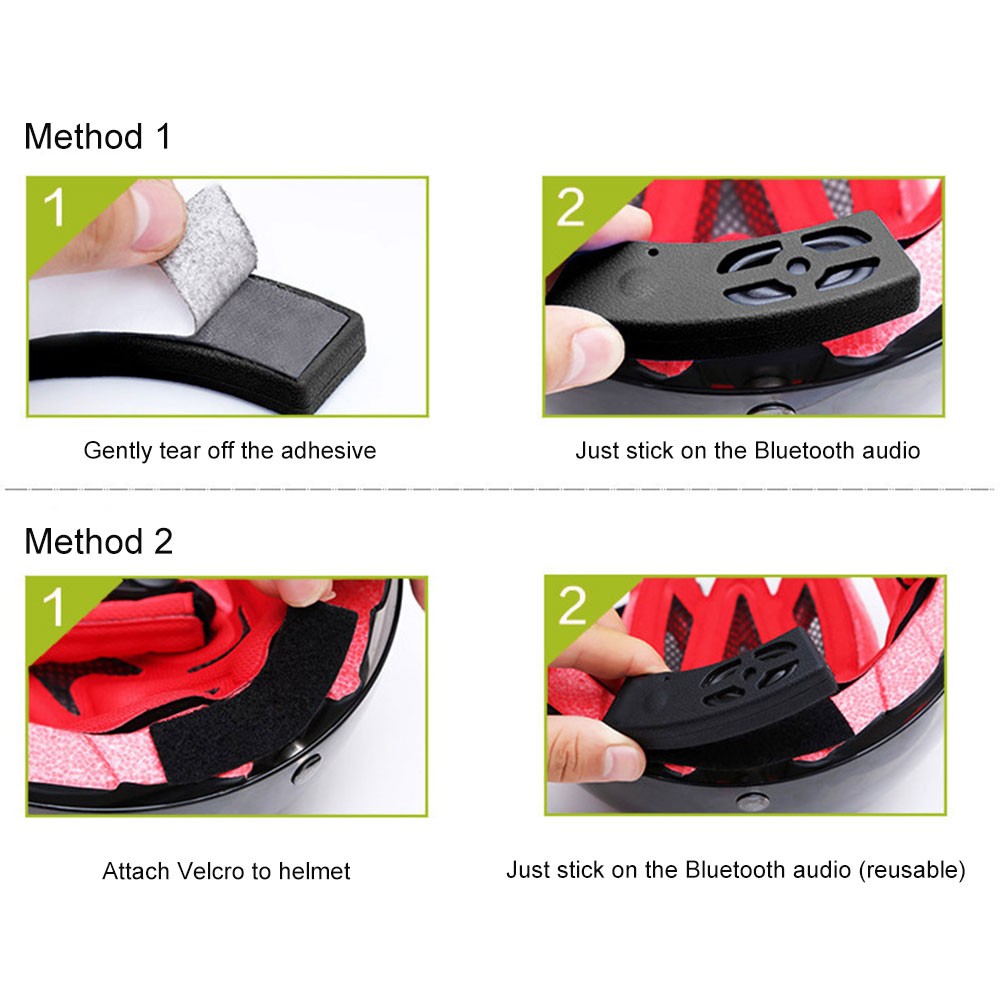 Method 1
1
2
Gently tear off the adhesive
Just stick on the Bluetooth audio
Method 2
1
2
Attach Velcro to helmet
Just stick on the Bluetooth audio (reusable)